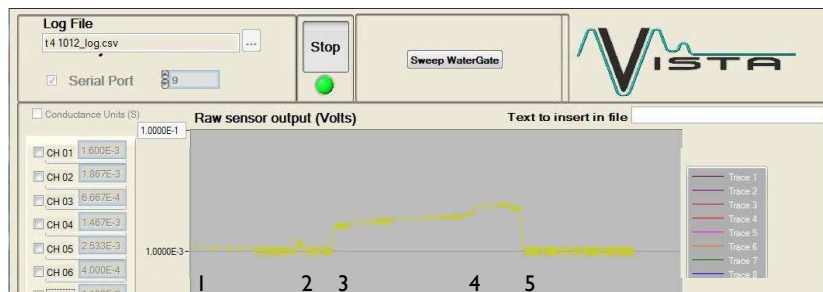 Log File
t4 1012_log.csv
...
Serial Port
9
Stop
Sweep WaterGate
VISTA
Conductance Units (S)
Raw sensor output (Volts)
Text to insert in file
1.0000E-1
CH 01 1.600E-3
CH 02 1.867E-3
CH 03 6.667E-4
CH 04 1.467E-3
CH 05 2.533E-3
CH 06 4.000E-4
1.0000E-3
1 2 3 4 5
Trace 1
Trace 2
Trace 3
Trace 4
Trace 5
Trace 6
Trace 7
Trace 8